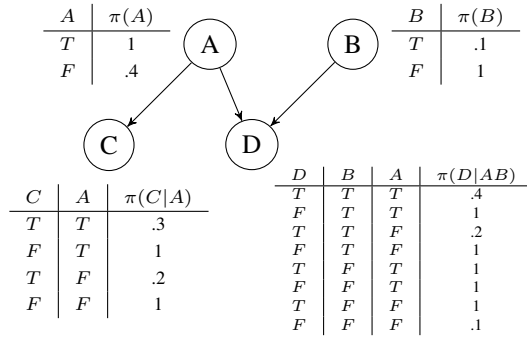 A π(A)
T 1
F .4
A
B
B π(B)
T .1
F 1
C
D
C A π(C|A)
T T .3
F T 1
T F .2
F F 1
D B A π(D|AB)
T T T .4
F T T 1
T T F .2
F T F 1
T F T 1
F F T 1
T F F 1
F F F .1